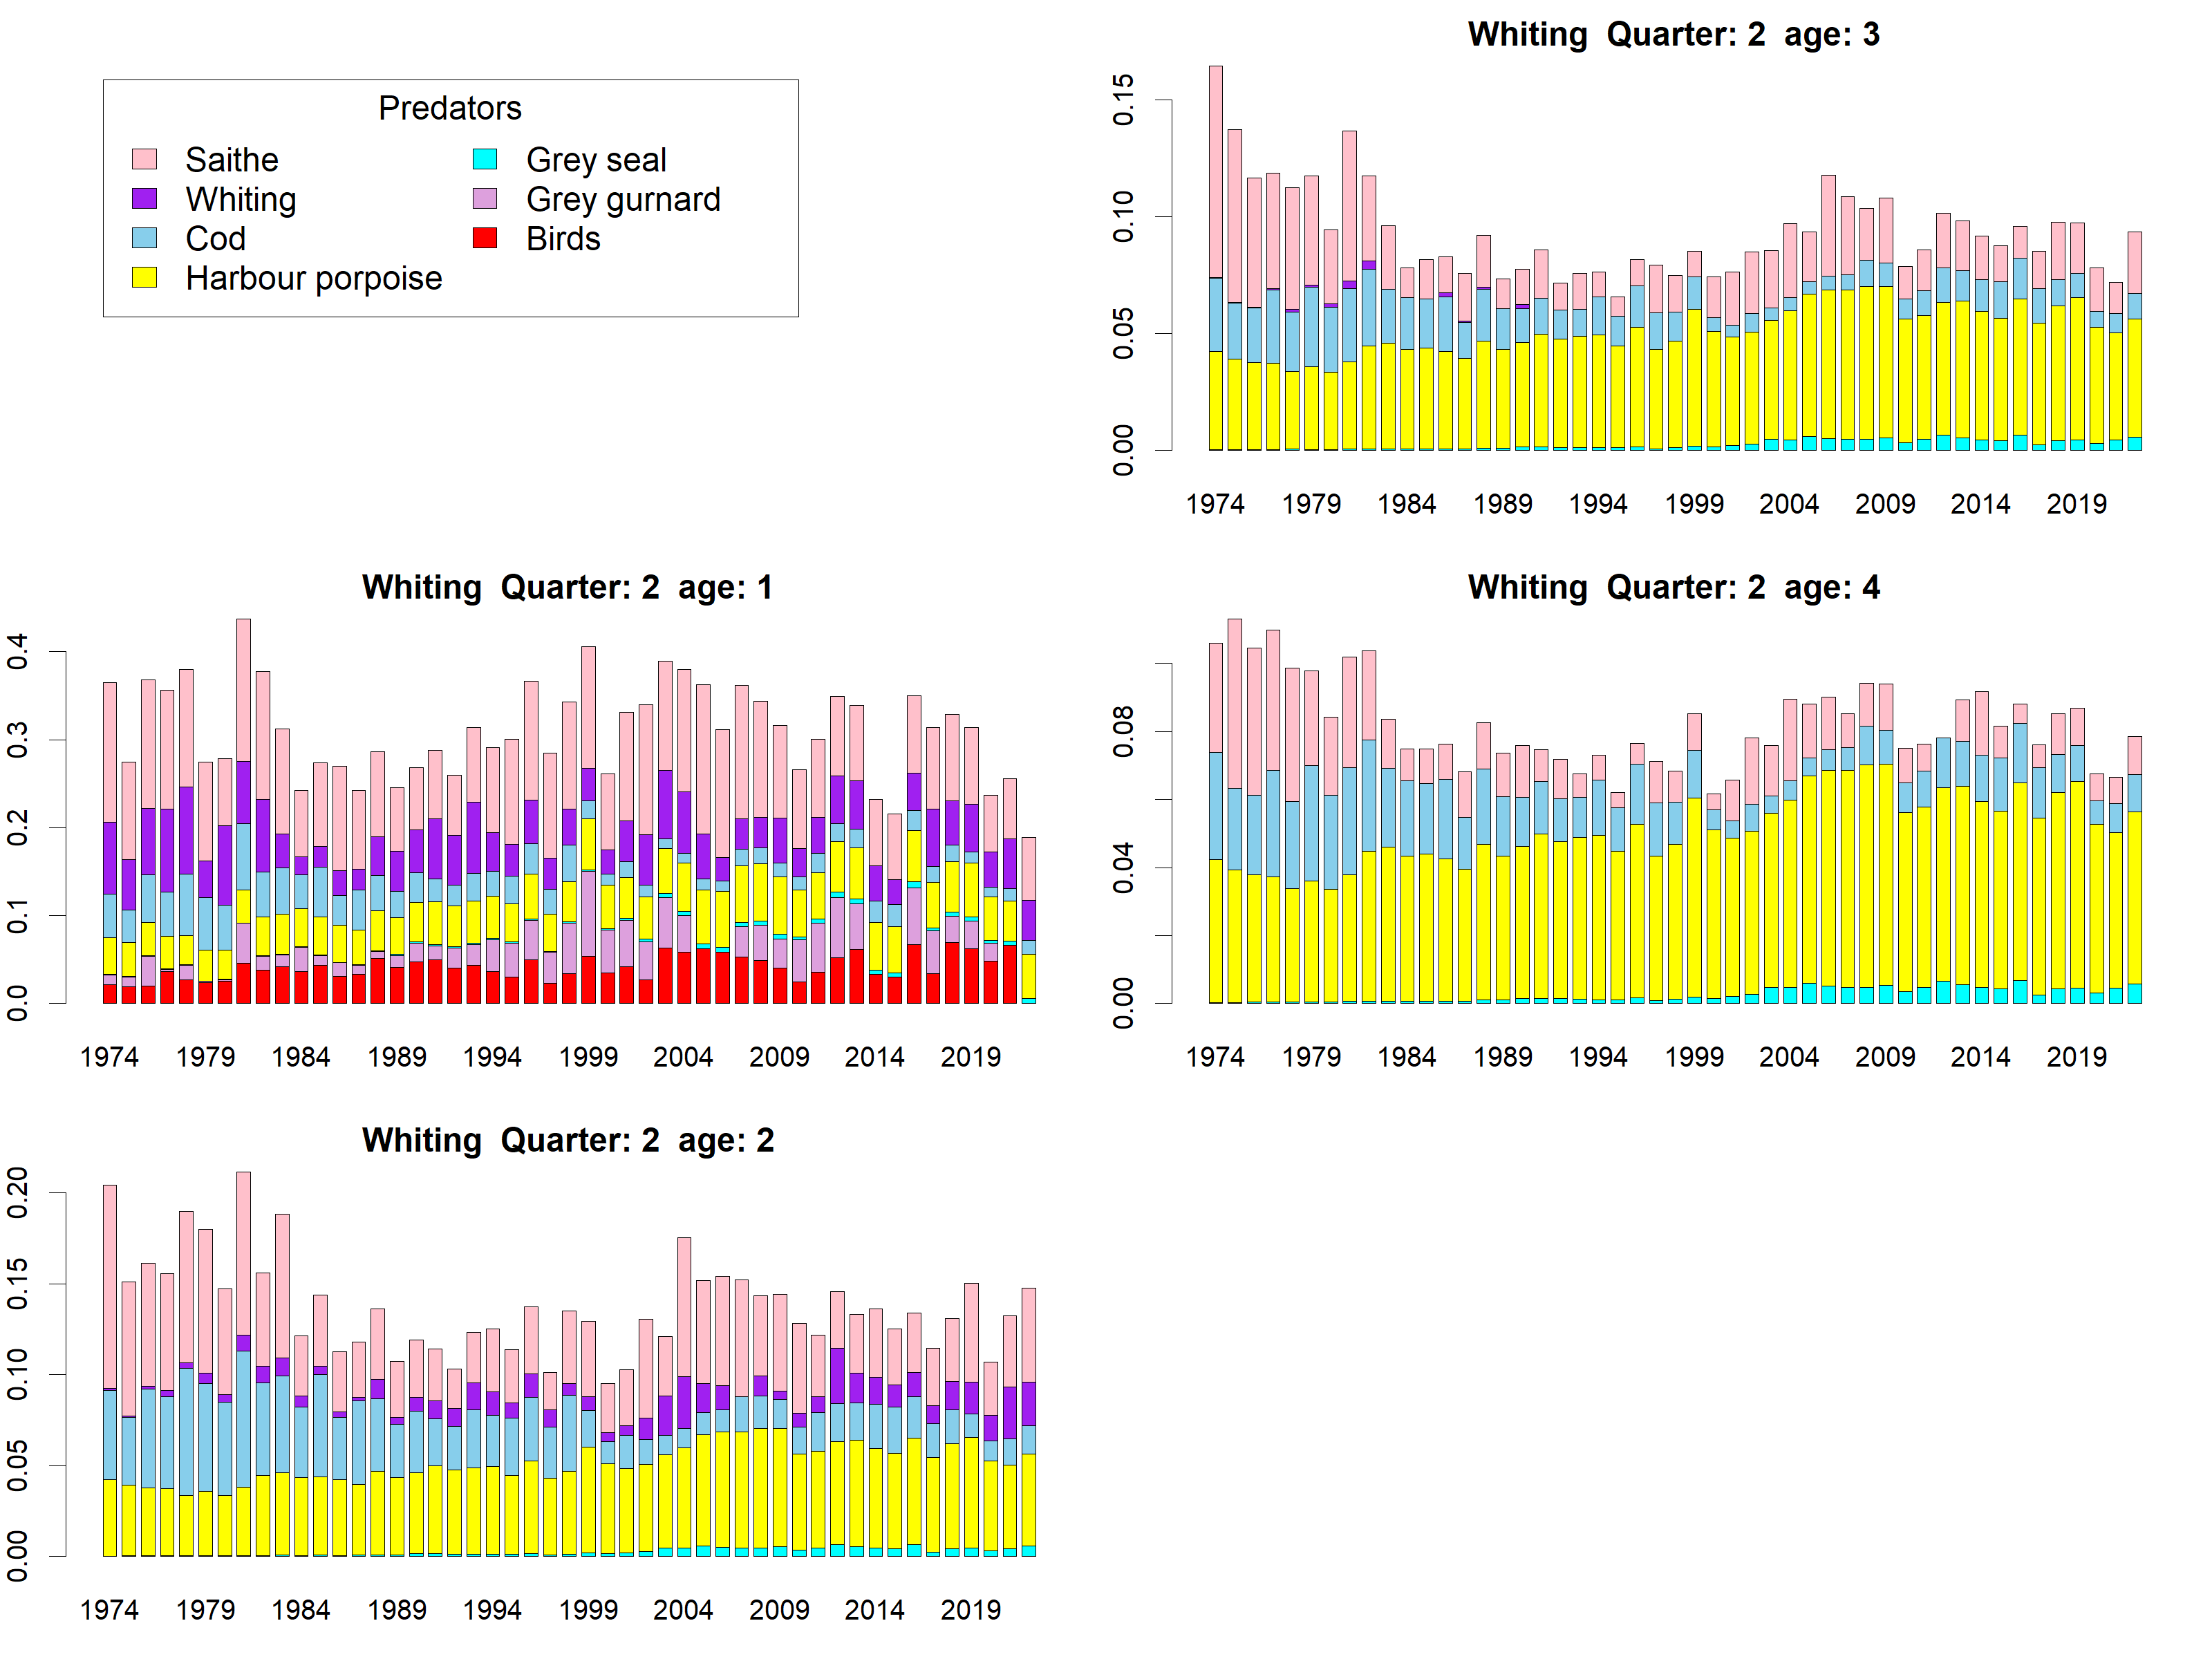 Predators
Saithe
Whiting
Cod
Harbour porpoise
Grey seal
Grey gurnard
Birds
Whiting Quarter: 2 age: 3
0.15
0.10
0.05
0.00
1974 1979 1984 1989 1994 1999 2004 2009 2014 2019
Whiting Quarter: 2 age: 1
0.4
0.3
0.2
0.1
0.0
1974 1979 1984 1989 1994 1999 2004 2009 2014 2019
Whiting Quarter: 2 age: 4
0.08
0.04
0.00
1974 1979 1984 1989 1994 1999 2004 2009 2014 2019
Whiting Quarter: 2 age: 2
0.20
0.15
0.10
0.05
0.00
1974 1979 1984 1989 1994 1999 2004 2009 2014 2019